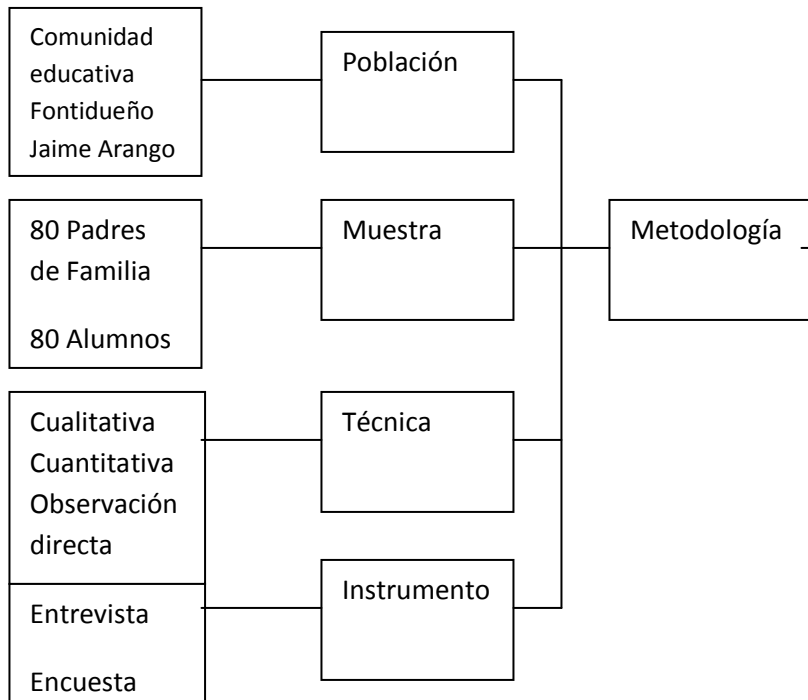 Comunidad
educativa
Fontidueño
Jaime Arango
Población
80 Padres
de Familia
80 Alumnos
Muestra
Metodología
Cualitativa
Cuantitativa
Observación
directa
Técnica
Entrevista
Encuesta
Instrumento